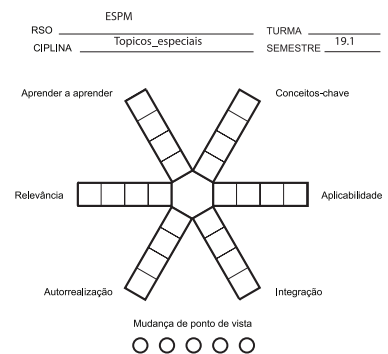 ESPM
RSO
TURMA
CIPLINA Topicos_especiais
SEMESTRE 19.1
Aprender a aprender
Conceitos-chave
Relevância
Aplicabilidade
Autorrealização
Integração
Mudança de ponto de vista